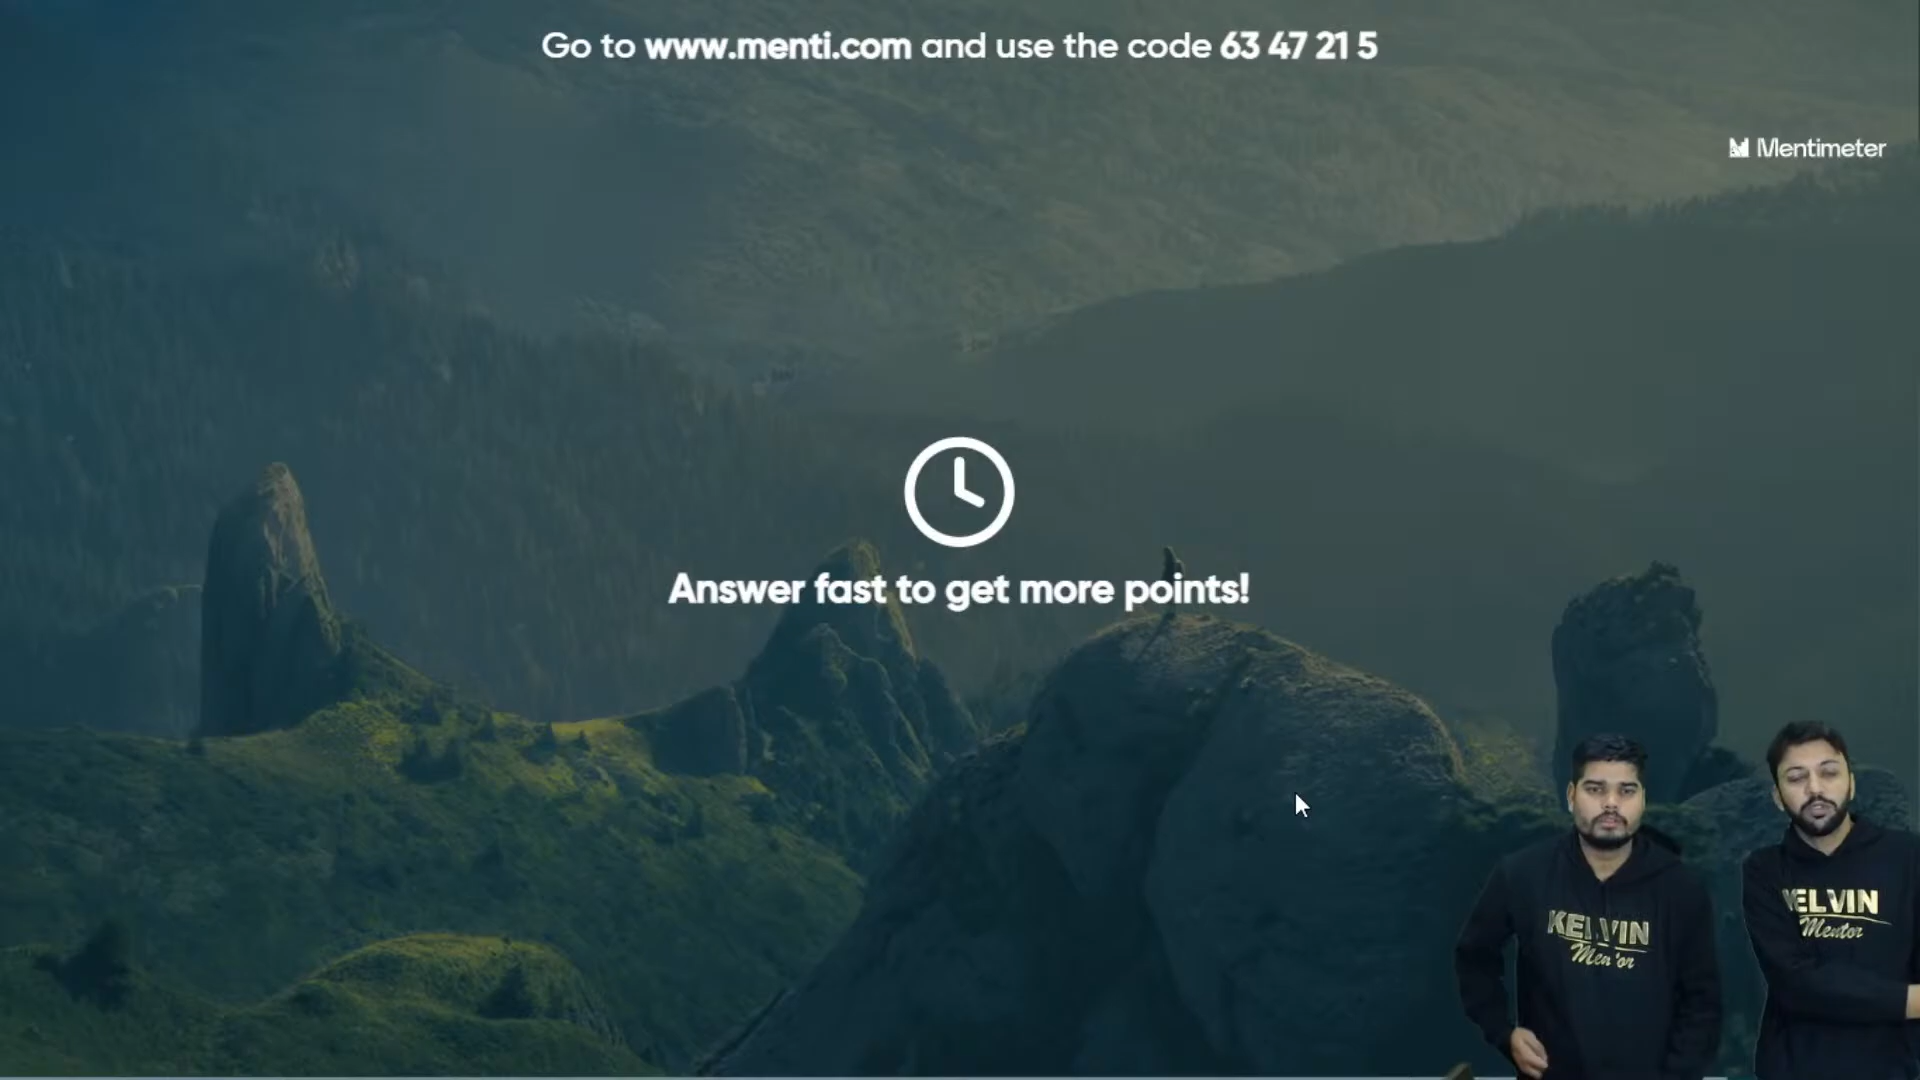 Go to www.menti.com and use the code 63 47 21 5
Mentimeter
Answer fast to get more points!
KELVIN
Mentor
KELVIN
Mentor